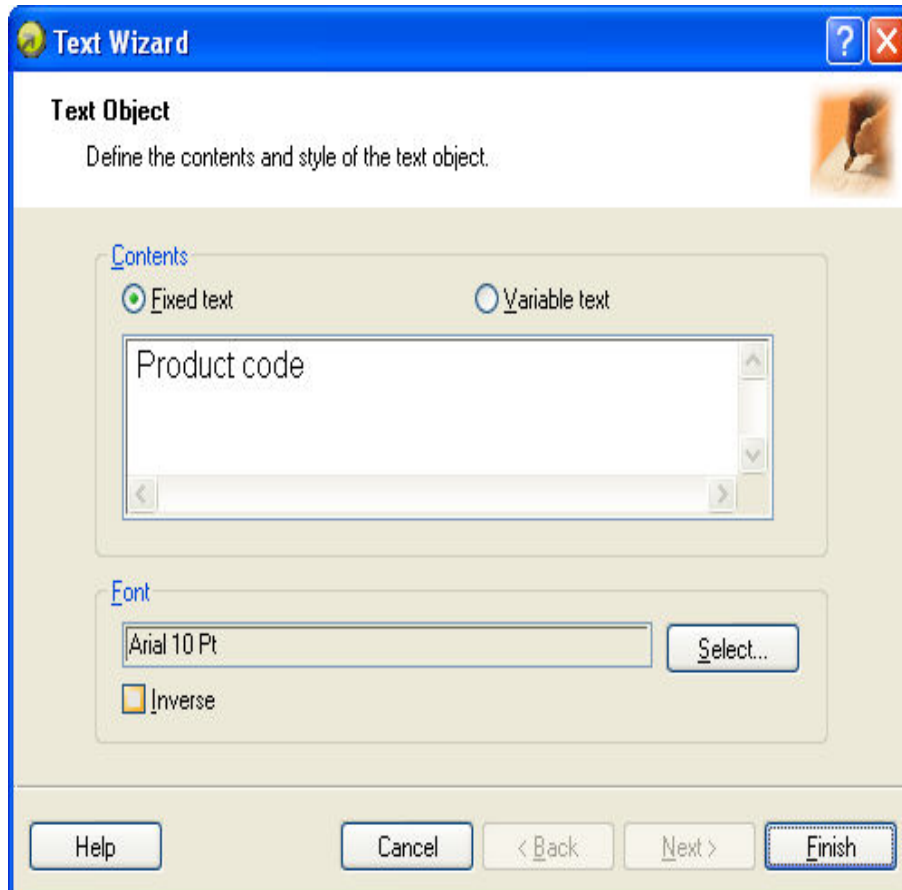 Text Wizard
Text Object
Define the contents and style of the text object.
Contents
Fixed text Variable text
Product code
Font
Arial 10 Pt Select...
Inverse
Help Cancel < Back Next > Finish